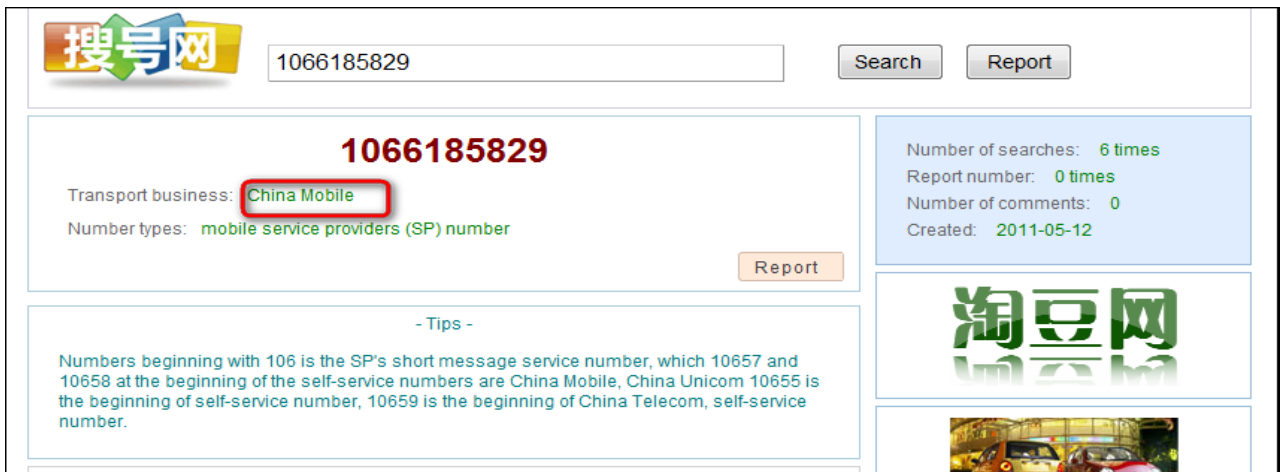 搜号网
1066185829
Search
Report
1066185829
Transport business: China Mobile
Number types: mobile service providers (SP) number
Report
Number of searches: 6 times
Report number: 0 times
Number of comments: 0
Created: 2011-05-12
- Tips -
Numbers beginning with 106 is the SP's short message service number, which 10657 and
10658 at the beginning of the self-service numbers are China Mobile, China Unicom 10655 is
the beginning of self-service number, 10659 is the beginning of China Telecom, self-service
number.
淘豆网